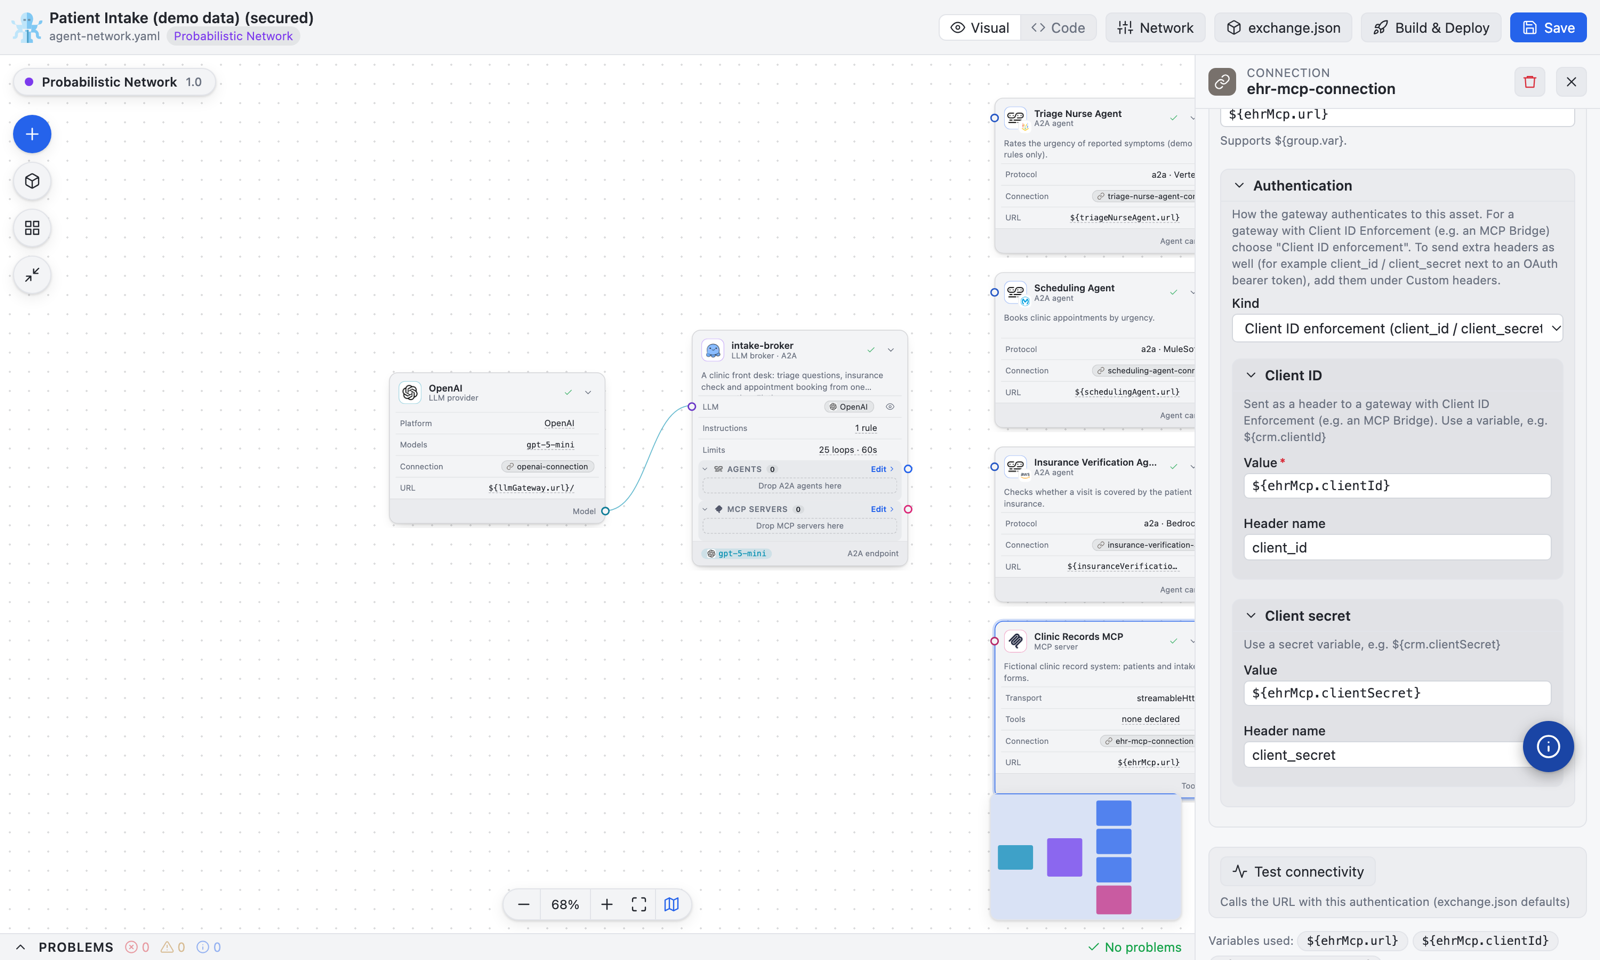 Patient Intake (demo data) (secured)
agent-network.yaml Probabilistic Network
Visual Code Network exchange.json Build & Deploy Save
Probabilistic Network 1.0
OpenAI
LLM provider
Platform OpenAI
Models gpt-5-mini
Connection openai-connection
URL ${llmGateway.url}/
Model
intake-broker
LLM broker · A2A
A clinic front desk: triage questions, insurance
check and appointment booking from one...
LLM OpenAI
Instructions 1 rule
Limits 25 loops · 60s
AGENTS 0 Edit
Drop A2A agents here
MCP SERVERS 0 Edit
Drop MCP servers here
gpt-5-mini A2A endpoint
Triage Nurse Agent
A2A agent
Rates the urgency of reported symptoms (demo
rules only).
Protocol a2a · Verte
Connection triage-nurse-agent-con
URL ${triageNurseAgent.url}
Agent car
Scheduling Agent
A2A agent
Books clinic appointments by urgency.
Protocol a2a · MuleSof
Connection scheduling-agent-conn
URL ${schedulingAgent.url}
Agent car
Insurance Verification Ag...
A2A agent
Checks whether a visit is covered by the patient
insurance.
Protocol a2a · Bedroc
Connection insurance-verification-
URL ${insuranceVerificatio…
Agent car
Clinic Records MCP
MCP server
Fictional clinic record system: patients and intake
forms.
Transport streamableHtt
Tools none declared
Connection ehr-mcp-connection
URL ${ehrMcp.url}
Too
68%
PROBLEMS 0 0 0
No problems
CONNECTION
ehr-mcp-connection
${ehrMcp.url}
Supports ${group.var}.
Authentication
How the gateway authenticates to this asset. For a
gateway with Client ID Enforcement (e.g. an MCP Bridge)
choose "Client ID enforcement". To send extra headers as
well (for example client_id / client_secret next to an OAuth
bearer token), add them under Custom headers.
Kind
Client ID enforcement (client_id / client_secret
Client ID
Sent as a header to a gateway with Client ID
Enforcement (e.g. an MCP Bridge). Use a variable, e.g.
${crm.clientId}
Value *
${ehrMcp.clientId}
Header name
client_id
Client secret
Use a secret variable, e.g. ${crm.clientSecret}
Value
${ehrMcp.clientSecret}
Header name
client_secret
Test connectivity
Calls the URL with this authentication (exchange.json defaults)
Variables used: ${ehrMcp.url} ${ehrMcp.clientId}